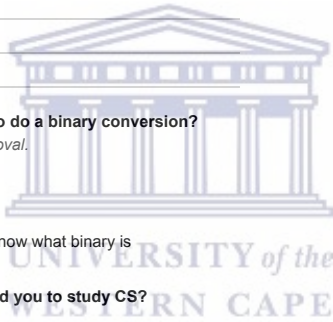 o do a binary conversion?
oval.
now what binary is
UNIVERSITY of the
d you to study CS?
WESTERN CAPE